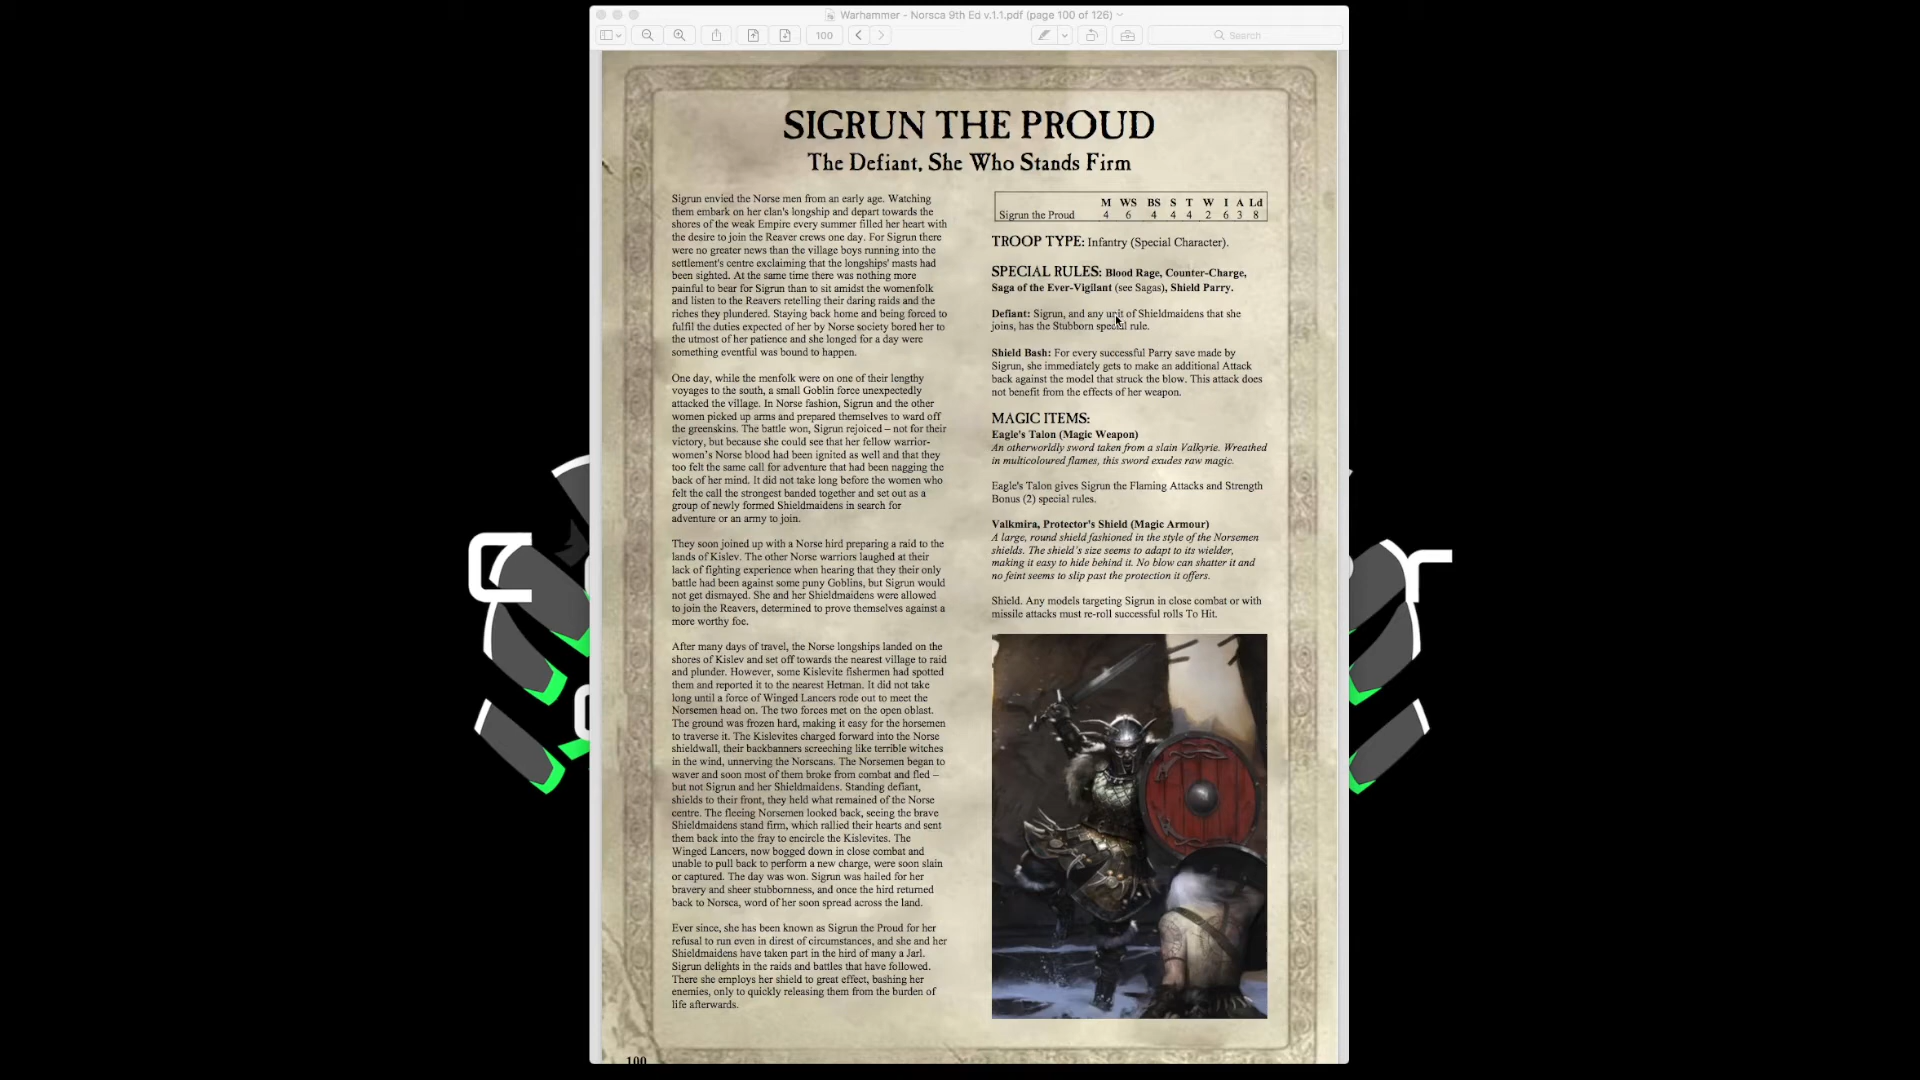 Warhammer - Norsca 9th Ed v.1.1.pdf (page 100 of 126)
100
Search
SIGRUN THE PROUD
The Defiant, She Who Stands Firm
Sigrun envied the Norse men from an early age. Watching
them embark on her clan's longship and depart towards the
shores of the weak Empire every summer filled her heart with
the desire to join the Reaver crews one day. For Sigrun there
were no greater news than the village boys running into the
settlement's centre exclaiming that the longships' masts had
been sighted. At the same time there was nothing more
painful to bear for Sigrun than to sit amidst the womenfolk
and listen to the Reavers retelling their daring raids and the
riches they plundered. Staying back home and being forced to
fulfil the duties expected of her by Norse society bored her to
the utmost of her patience and she longed for a day were
something eventful was bound to happen.
One day, while the menfolk were on one of their lengthy
voyages to the south, a small Goblin force unexpectedly
attacked the village. In Norse fashion, Sigrun and the other
women picked up arms and prepared themselves to ward off
the greenskins. The battle won, Sigrun rejoiced – not for their
victory, but because she could see that her fellow warrior-
women's Norse blood had been ignited as well and that they
too felt the same call for adventure that had been nagging the
back of her mind. It did not take long before the women who
felt the call the strongest banded together and set out as a
group of newly formed Shieldmaidens in search for
adventure or an army to join.
They soon joined up with a Norse hird preparing a raid to the
lands of Kislev. The other Norse warriors laughed at their
lack of fighting experience when hearing that they their only
battle had been against some puny Goblins, but Sigrun would
not get dismayed. She and her Shieldmaidens were allowed
to join the Reavers, determined to prove themselves against a
more worthy foe.
After many days of travel, the Norse longships landed on the
shores of Kislev and set off towards the nearest village to raid
and plunder. However, some Kislevite fishermen had spotted
them and reported it to the nearest Hetman. It did not take
long until a force of Winged Lancers rode out to meet the
Norsemen head on. The two forces met on the open oblast.
The ground was frozen hard, making it easy for the horsemen
to traverse it. The Kislevites charged forward into the Norse
shieldwall, their backbanners screeching like terrible witches
in the wind, unnerving the Norscans. The Norsemen began to
waver and soon most of them broke from combat and fled –
but not Sigrun and her Shieldmaidens. Standing defiant,
shields to their front, they held what remained of the Norse
centre. The fleeing Norsemen looked back, seeing the brave
Shieldmaidens stand firm, which rallied their hearts and sent
them back into the fray to encircle the Kislevites. The
Winged Lancers, now bogged down in close combat and
unable to pull back to perform a new charge, were soon slain
or captured. The day was won. Sigrun was hailed for her
bravery and sheer stubbornness, and once the hird returned
back to Norsca, word of her soon spread across the land.
Ever since, she has been known as Sigrun the Proud for her
refusal to run even in direst of circumstances, and she and her
Shieldmaidens have taken part in the hird of many a Jarl.
Sigrun delights in the raids and battles that have followed.
There she employs her shield to great effect, bashing her
enemies, only to quickly releasing them from the burden of
life afterwards.
M WS BS S T W I A Ld
Sigrun the Proud 4 6 4 4 4 2 6 3 8
TROOP TYPE: Infantry (Special Character).
SPECIAL RULES: Blood Rage, Counter-Charge,
Saga of the Ever-Vigilant (see Sagas), Shield Parry.
Defiant: Sigrun, and any unit of Shieldmaidens that she
joins, has the Stubborn special rule.
Shield Bash: For every successful Parry save made by
Sigrun, she immediately gets to make an additional Attack
back against the model that struck the blow. This attack does
not benefit from the effects of her weapon.
MAGIC ITEMS:
Eagle's Talon (Magic Weapon)
An otherworldly sword taken from a slain Valkyrie. Wreathed
in multicoloured flames, this sword exudes raw magic.
Eagle's Talon gives Sigrun the Flaming Attacks and Strength
Bonus (2) special rules.
Valkmira, Protector's Shield (Magic Armour)
A large, round shield fashioned in the style of the Norsemen
shields. The shield's size seems to adapt to its wielder,
making it easy to hide behind it. No blow can shatter it and
no feint seems to slip past the protection it offers.
Shield. Any models targeting Sigrun in close combat or with
missile attacks must re-roll successful rolls To Hit.
100